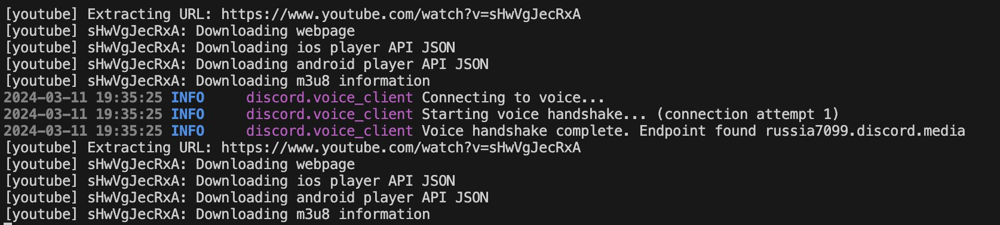 [youtube] Extracting URL: https://www.youtube.com/watch?v=sHwVgJecRxA
[youtube] sHwVgJecRxA: Downloading webpage
[youtube] sHwVgJecRxA: Downloading ios player API JSON
[youtube] sHwVgJecRxA: Downloading android player API JSON
[youtube] sHwVgJecRxA: Downloading m3u8 information
2024-03-11 19:35:25 INFO     discord.voice_client Connecting to voice...
2024-03-11 19:35:25 INFO     discord.voice_client Starting voice handshake... (connection attempt 1)
2024-03-11 19:35:25 INFO     discord.voice_client Voice handshake complete. Endpoint found russia7099.discord.media
[youtube] Extracting URL: https://www.youtube.com/watch?v=sHwVgJecRxA
[youtube] sHwVgJecRxA: Downloading webpage
[youtube] sHwVgJecRxA: Downloading ios player API JSON
[youtube] sHwVgJecRxA: Downloading android player API JSON
[youtube] sHwVgJecRxA: Downloading m3u8 information